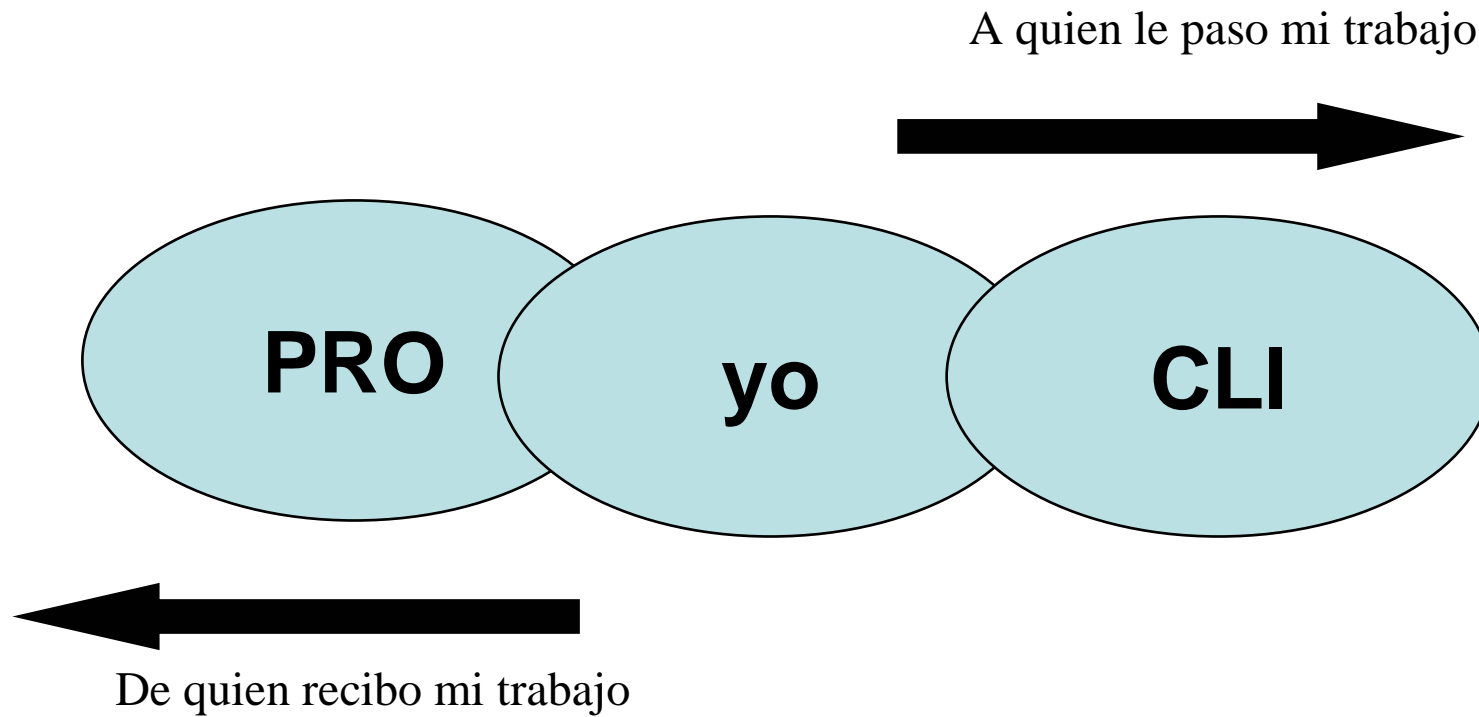 A quien le paso mi trabajo
PRO
yo
CLI
De quien recibo mi trabajo